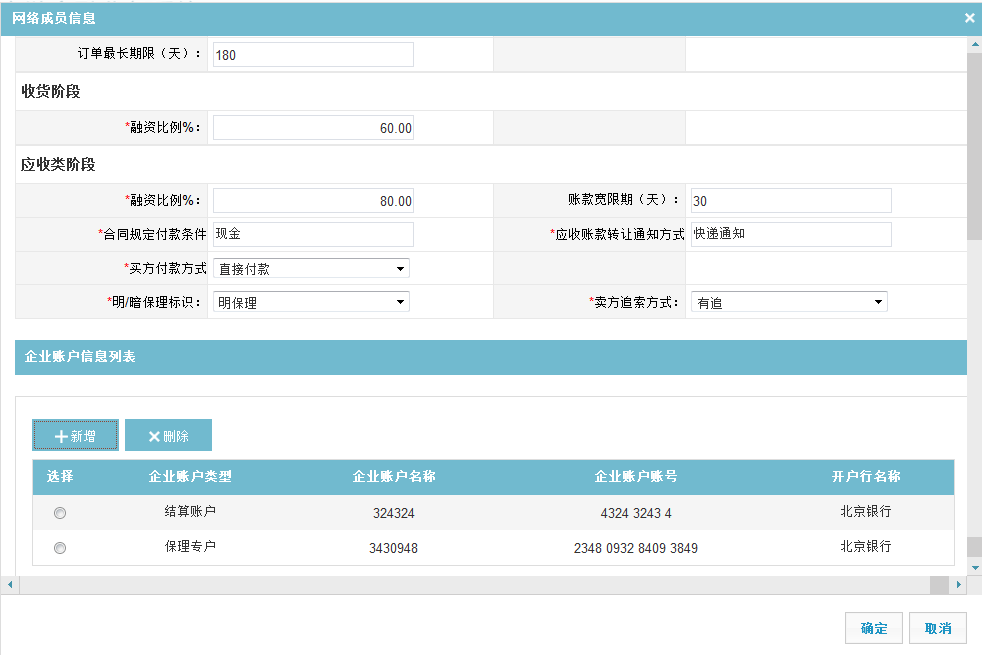 网络成员信息
订单最长期限（天）： 180
收货阶段
*融资比例%： 60.00
应收类阶段
*融资比例%： 80.00 账款宽限期（天）： 30
*合同规定付款条件 现金 *应收账款转让通知方式 快递通知
*买方付款方式 直接付款
*明/暗保理标识： 明保理 *卖方追索方式： 有追
企业账户信息列表
新增 删除
选择 企业账户类型 企业账户名称 企业账户账号 开户行名称
结算账户 324324 4324 3243 4 北京银行
保理专户 3430948 2348 0932 8409 3849 北京银行
确定 取消